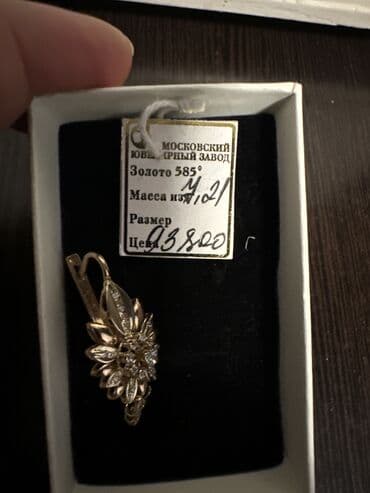 МОСКОВСКИЙ
ЮВЕЛИРНЫЙ ЗАВОД
Золото 585°
Масса изд. 4,21
Размер
Цена 93800